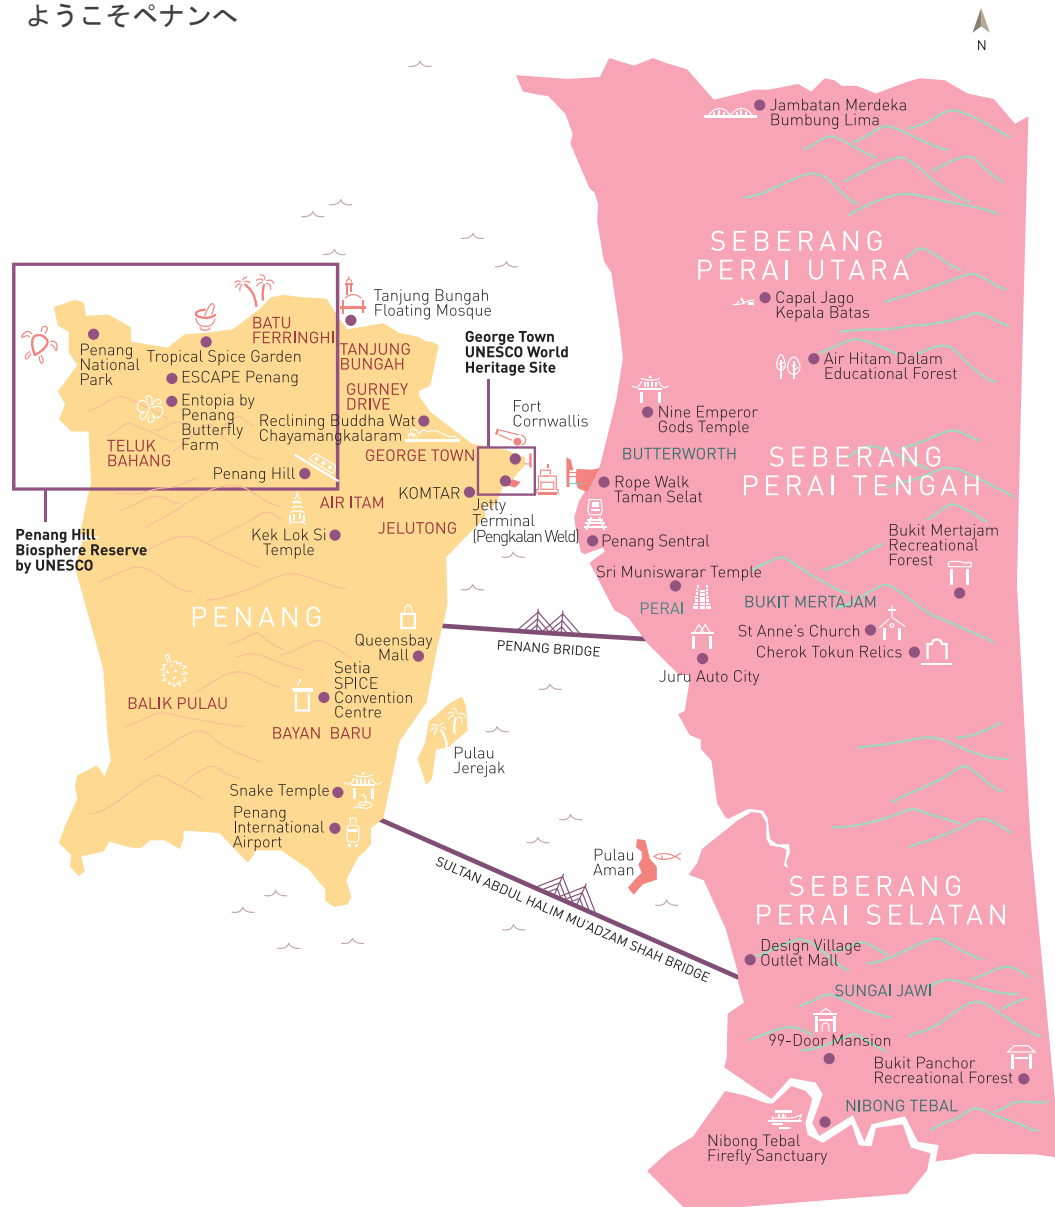 ようこそペナンへ
N
Jambatan Merdeka
Bumbung Lima
SEBERANG
PERAI UTARA
Capal Jago
Kepala Batas
Air Hitam Dalam
Educational Forest
Nine Emperor
Gods Temple
BUTTERWORTH
SEBERANG
PERAI TENGAH
Rope Walk
Taman Selat
Penang Sentral
Bukit Mertajam
Recreational
Forest
Sri Muniswarar Temple
PERAI
BUKIT MERTAJAM
St Anne's Church
Cherok Tokun Relics
Juru Auto City
Tanjung Bungah
Floating Mosque
BATU
FERRINGHI
TANJUNG
BUNGAH
George Town
UNESCO World
Heritage Site
Penang
National
Park
Tropical Spice Garden
ESCAPE Penang
Entopia by
Penang
Butterfly
Farm
GURNEY
DRIVE
Reclining Buddha Wat
Chayamangkalaram
Fort
Cornwallis
TELUK
BAHANG
GEORGE TOWN
Penang Hill
AIR ITAM
KOMTAR
Jetty
Terminal
(Pengkalan Weld)
JELUTONG
Penang Hill
Biosphere Reserve
by UNESCO
Kek Lok Si
Temple
PENANG
Queensbay
Mall
PENANG BRIDGE
Setia
SPICE
Convention
Centre
BALIK PULAU
BAYAN BARU
Pulau
Jerejak
Snake Temple
Penang
International
Airport
SULTAN ABDUL HALIM MU'ADZAM SHAH BRIDGE
Pulau
Aman
SEBERANG
PERAI SELATAN
Design Village
Outlet Mall
SUNGAI JAWI
99-Door Mansion
Bukit Panchor
Recreational Forest
NIBONG TEBAL
Nibong Tebal
Firefly Sanctuary